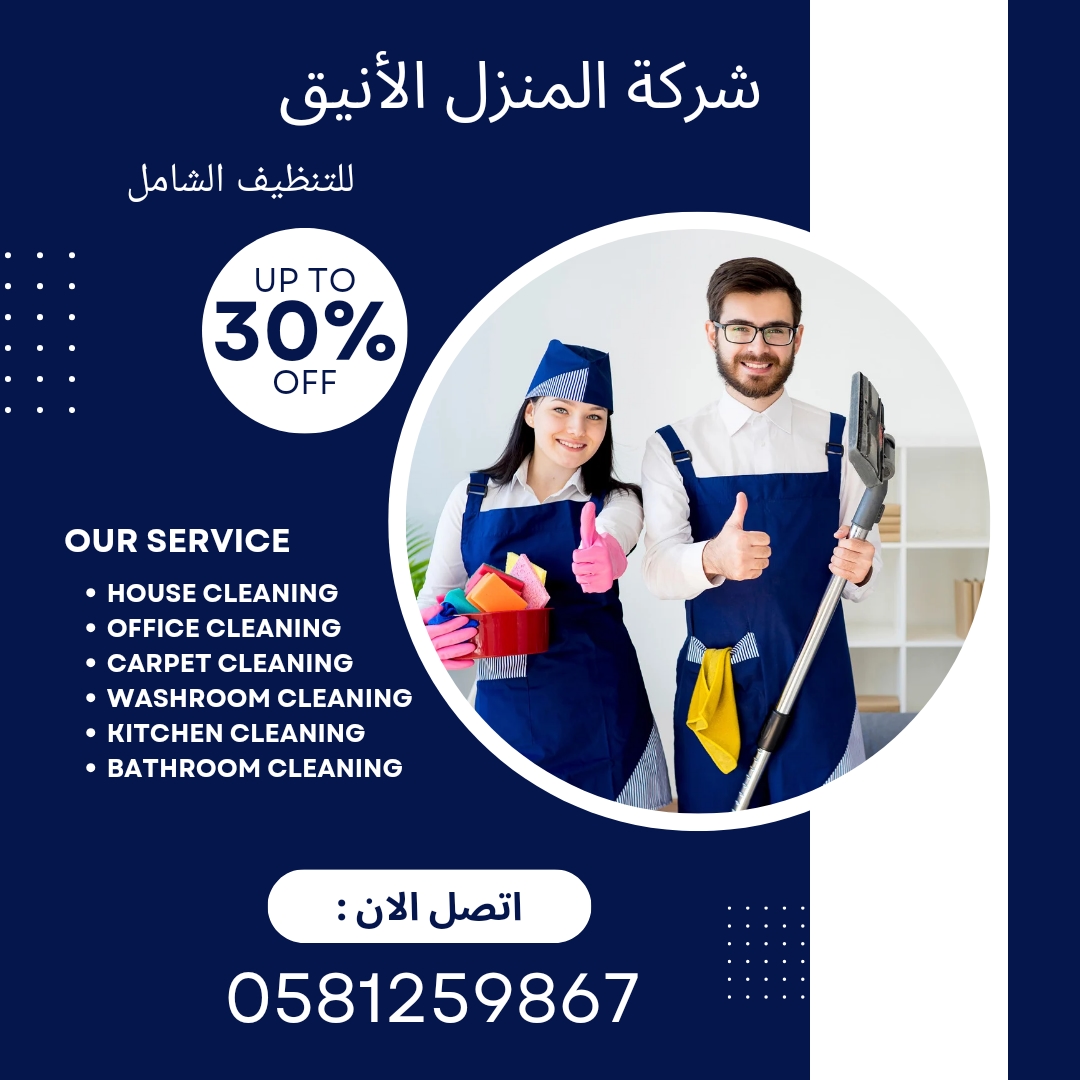 شركة المنزل الأنيق
للتنظيف الشامل
UP TO
30%
OFF
OUR SERVICE
• HOUSE CLEANING
• OFFICE CLEANING
• CARPET CLEANING
• WASHROOM CLEANING
• KITCHEN CLEANING
• BATHROOM CLEANING
اتصل الان :
0581259867